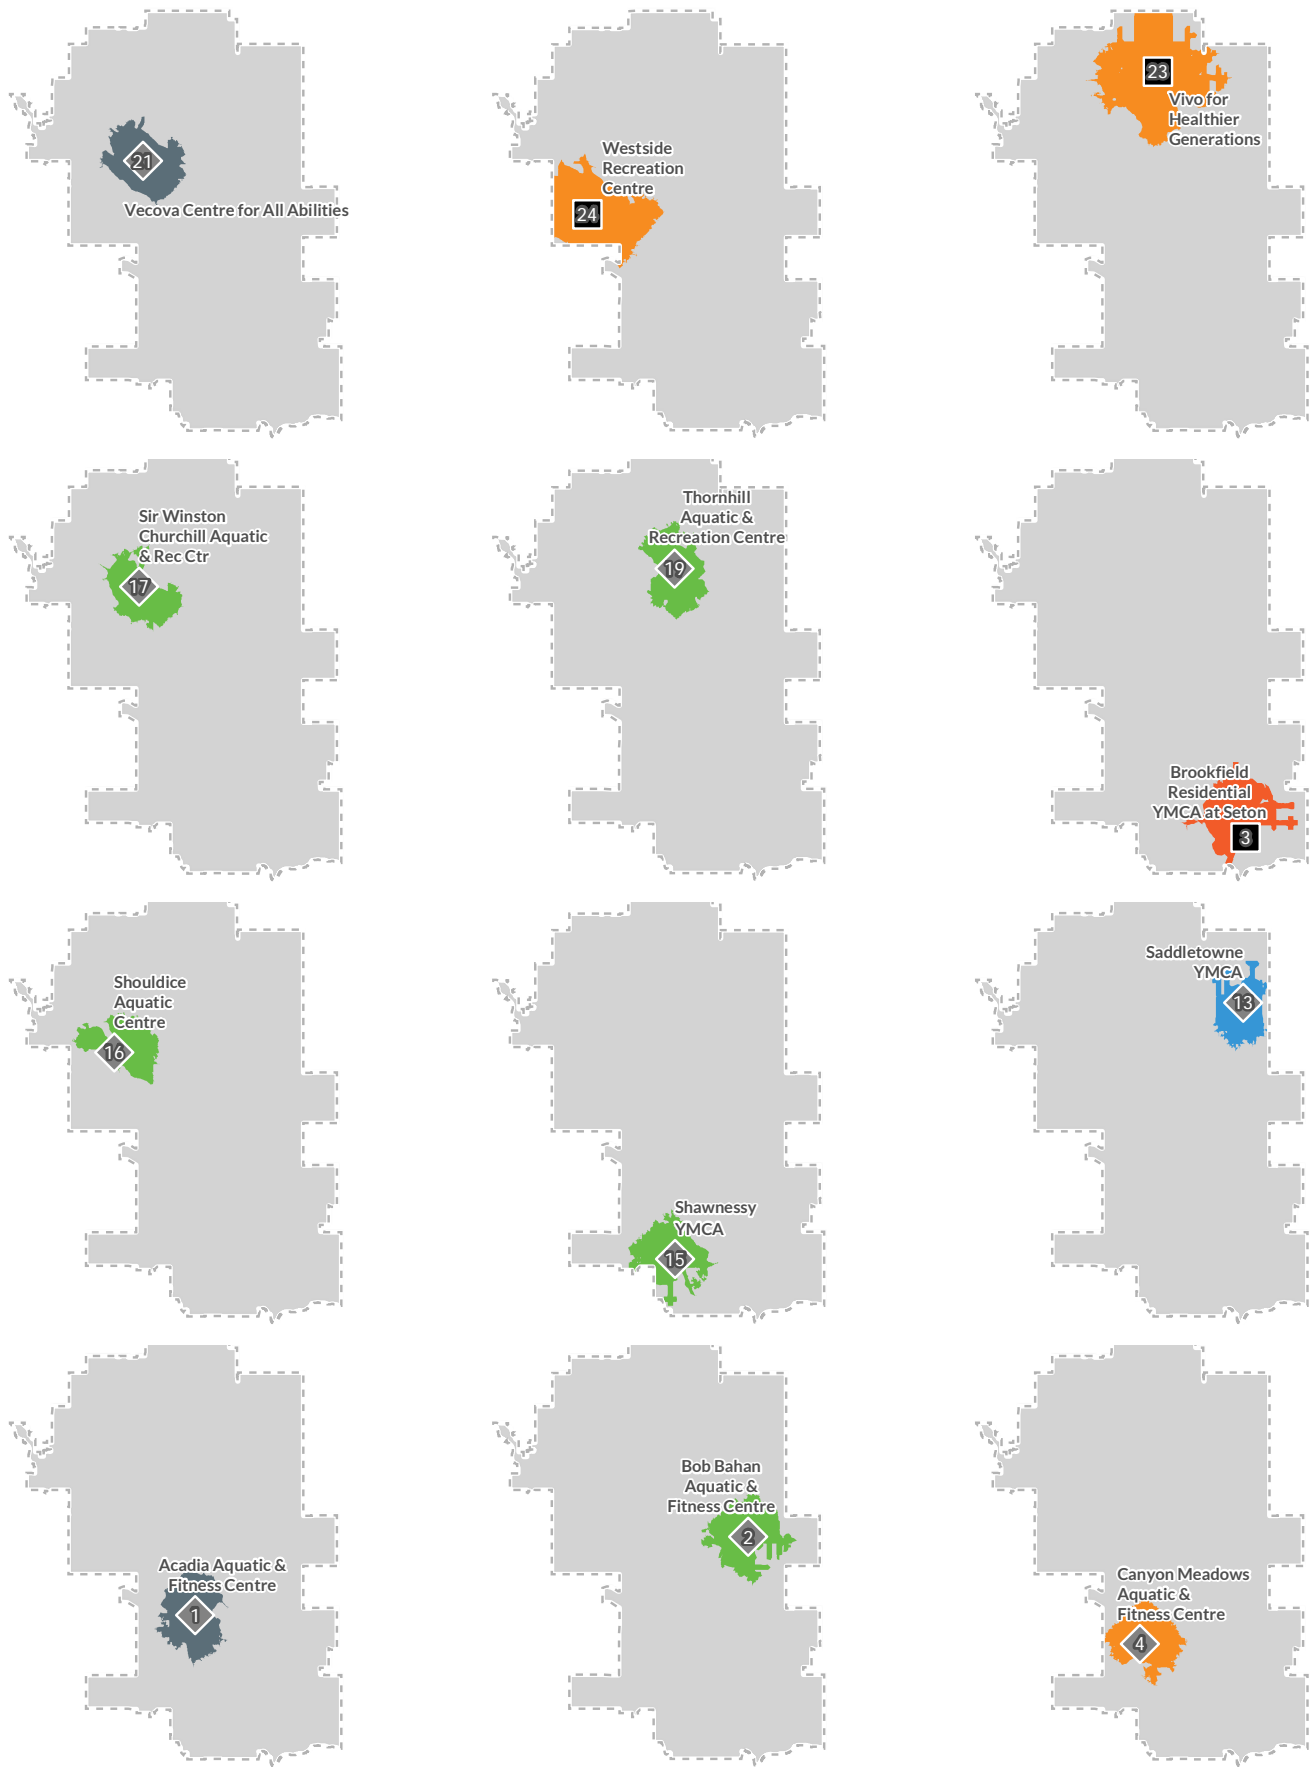 21
Vecova Centre for All Abilities
Westside
Recreation
Centre
24
23
Vivo for
Healthier
Generations
Sir Winston
Churchill Aquatic
& Rec Ctr
17
Thornhill
Aquatic &
Recreation Centre
19
Brookfield
Residential
YMCA at Seton
3
Shouldice
Aquatic
Centre
16
Shawnessy
YMCA
15
Saddletowne
YMCA
13
Acadia Aquatic &
Fitness Centre
1
Bob Bahan
Aquatic &
Fitness Centre
2
Canyon Meadows
Aquatic &
Fitness Centre
4